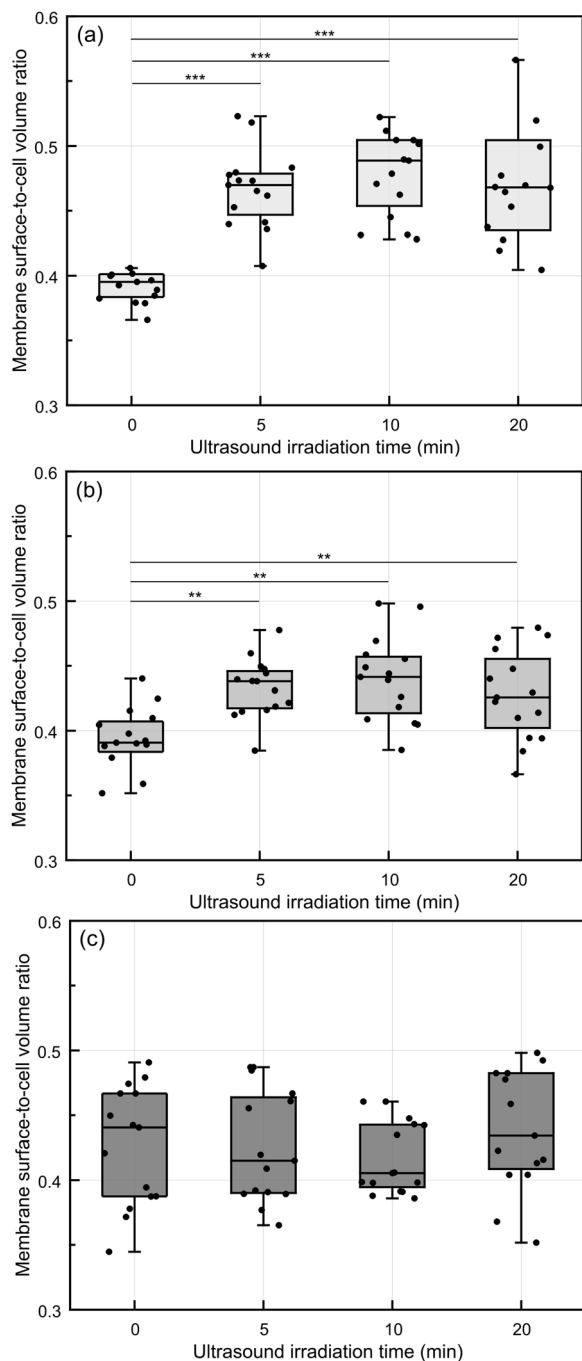 (a)
Membrane surface-to-cell volume ratio
0.6
0.5
0.4
0.3
***
***
***
0 5 10 20
Ultrasound irradiation time (min)
(b)
Membrane surface-to-cell volume ratio
0.6
0.5
0.4
0.3
**
**
**
0 5 10 20
Ultrasound irradiation time (min)
(c)
Membrane surface-to-cell volume ratio
0.6
0.5
0.4
0.3
0 5 10 20
Ultrasound irradiation time (min)